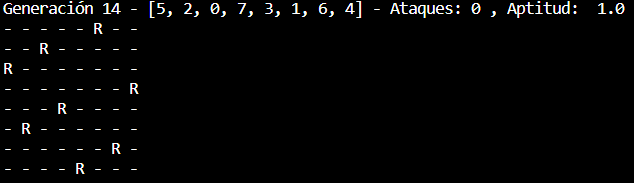 Generación 14 - [5, 2, 0, 7, 3, 1, 6, 4] - Ataques: 0 , Aptitud:  1.0
- - - - - R - -
- - R - - - - -
R - - - - - - -
- - - - - - - R
- - - R - - - -
- R - - - - - -
- - - - - - R -
- - - - R - - -